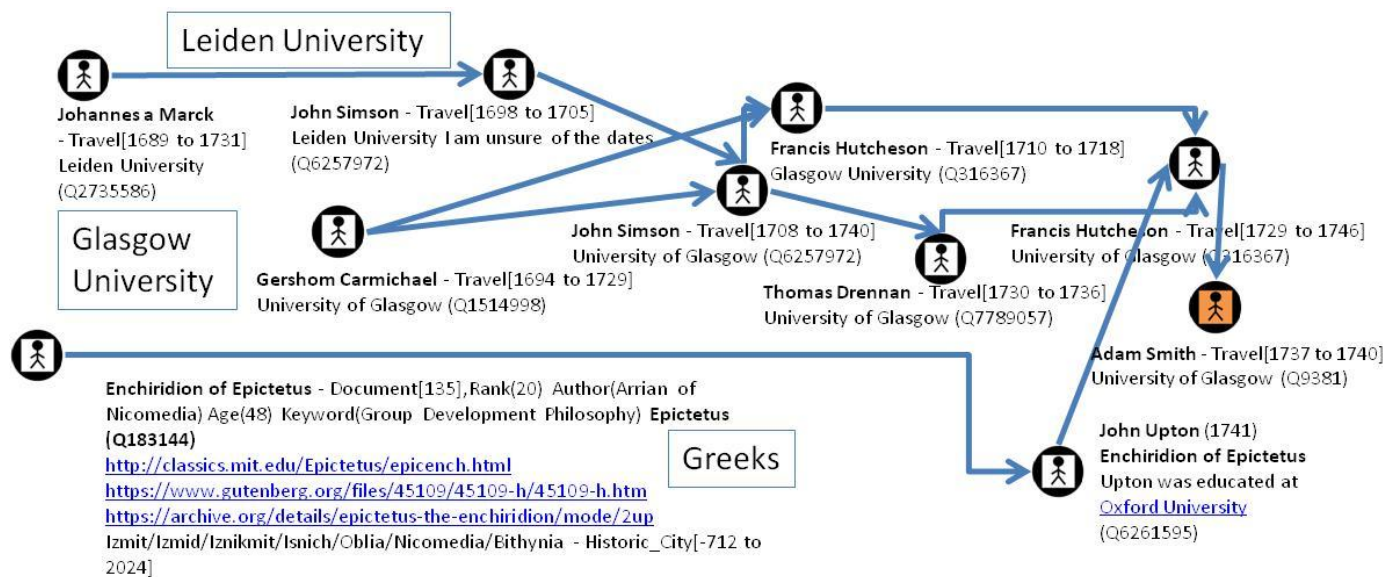 Leiden University
Johannes a Marck
- Travel[1689 to 1731]
Leiden University
(Q2735586)
John Simson - Travel[1698 to 1705]
Leiden University I am unsure of the dates
(Q6257972)
Francis Hutcheson - Travel[1710 to 1718]
Glasgow University (Q316367)
Glasgow
University
Gershom Carmichael - Travel[1694 to 1729]
University of Glasgow (Q1514998)
John Simson - Travel[1708 to 1740]
University of Glasgow (Q6257972)
Thomas Drennan - Travel[1730 to 1736]
University of Glasgow (Q7789057)
Francis Hutcheson - Travel[1729 to 1746]
University of Glasgow (Q316367)
Adam Smith - Travel[1737 to 1740]
University of Glasgow (Q9381)
Enchiridion of Epictetus - Document[135],Rank(20) Author(Arrian of
Nicomedia) Age(48) Keyword(Group Development Philosophy) Epictetus
(Q183144)
http://classics.mit.edu/Epictetus/epicench.html
https://www.gutenberg.org/files/45109/45109-h/45109-h.htm
https://archive.org/details/epictetus-the-enchiridion/mode/2up
Izmit/Izmid/Iznikmit/Isnich/Oblia/Nicomedia/Bithynia - Historic_City[-712 to
2024]
Greeks
John Upton (1741)
Enchiridion of Epictetus
Upton was educated at
Oxford University
(Q6261595)